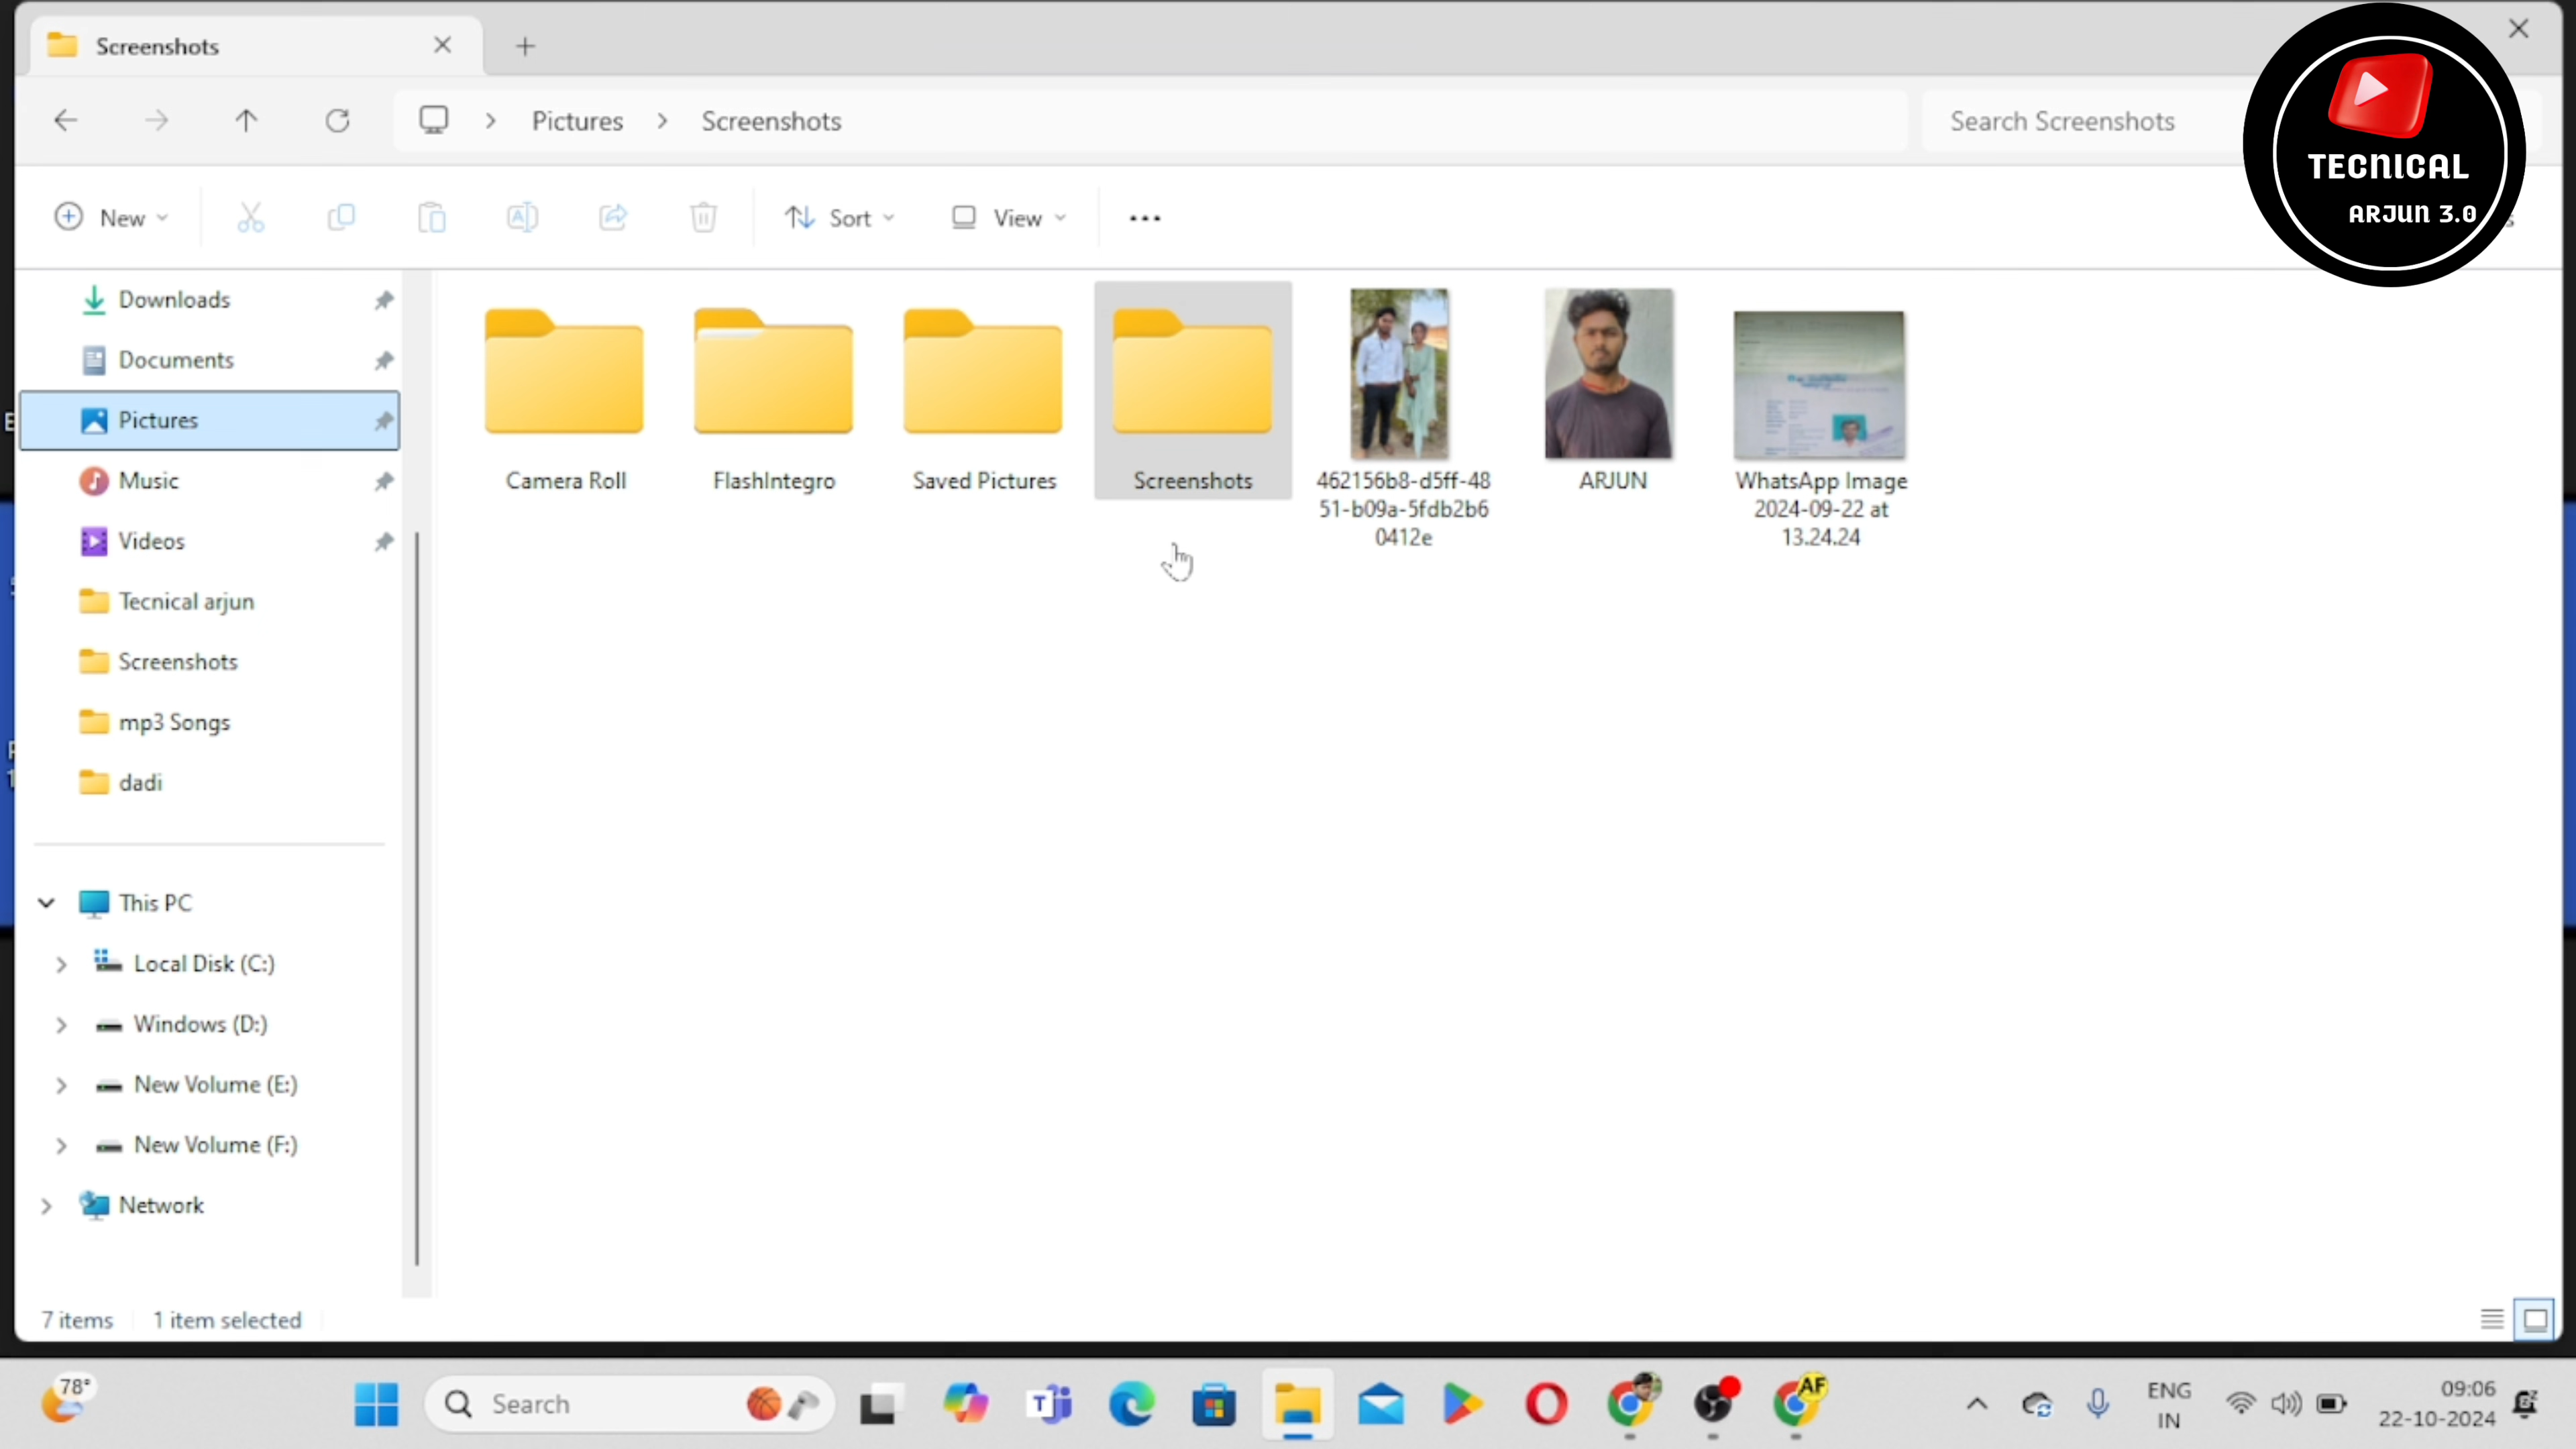 Screenshots
Pictures
Screenshots
Search Screenshots
TECNICAL
ARJUN 3.0
New
Sort
View
Downloads
Documents
Pictures
Music
Videos
Tecnical arjun
Screenshots
mp3 Songs
dadi
This PC
Local Disk (C:)
Windows (D:)
New Volume (E:)
New Volume (F:)
Network
Camera Roll
FlashIntegro
Saved Pictures
Screenshots
462156b8-d5ff-48
51-b09a-5fdb2b6
0412e
ARJUN
WhatsApp Image
2024-09-22 at
13.24.24
7 items
1 item selected
78°
Search
AF
ENG
IN
09:06
22-10-2024